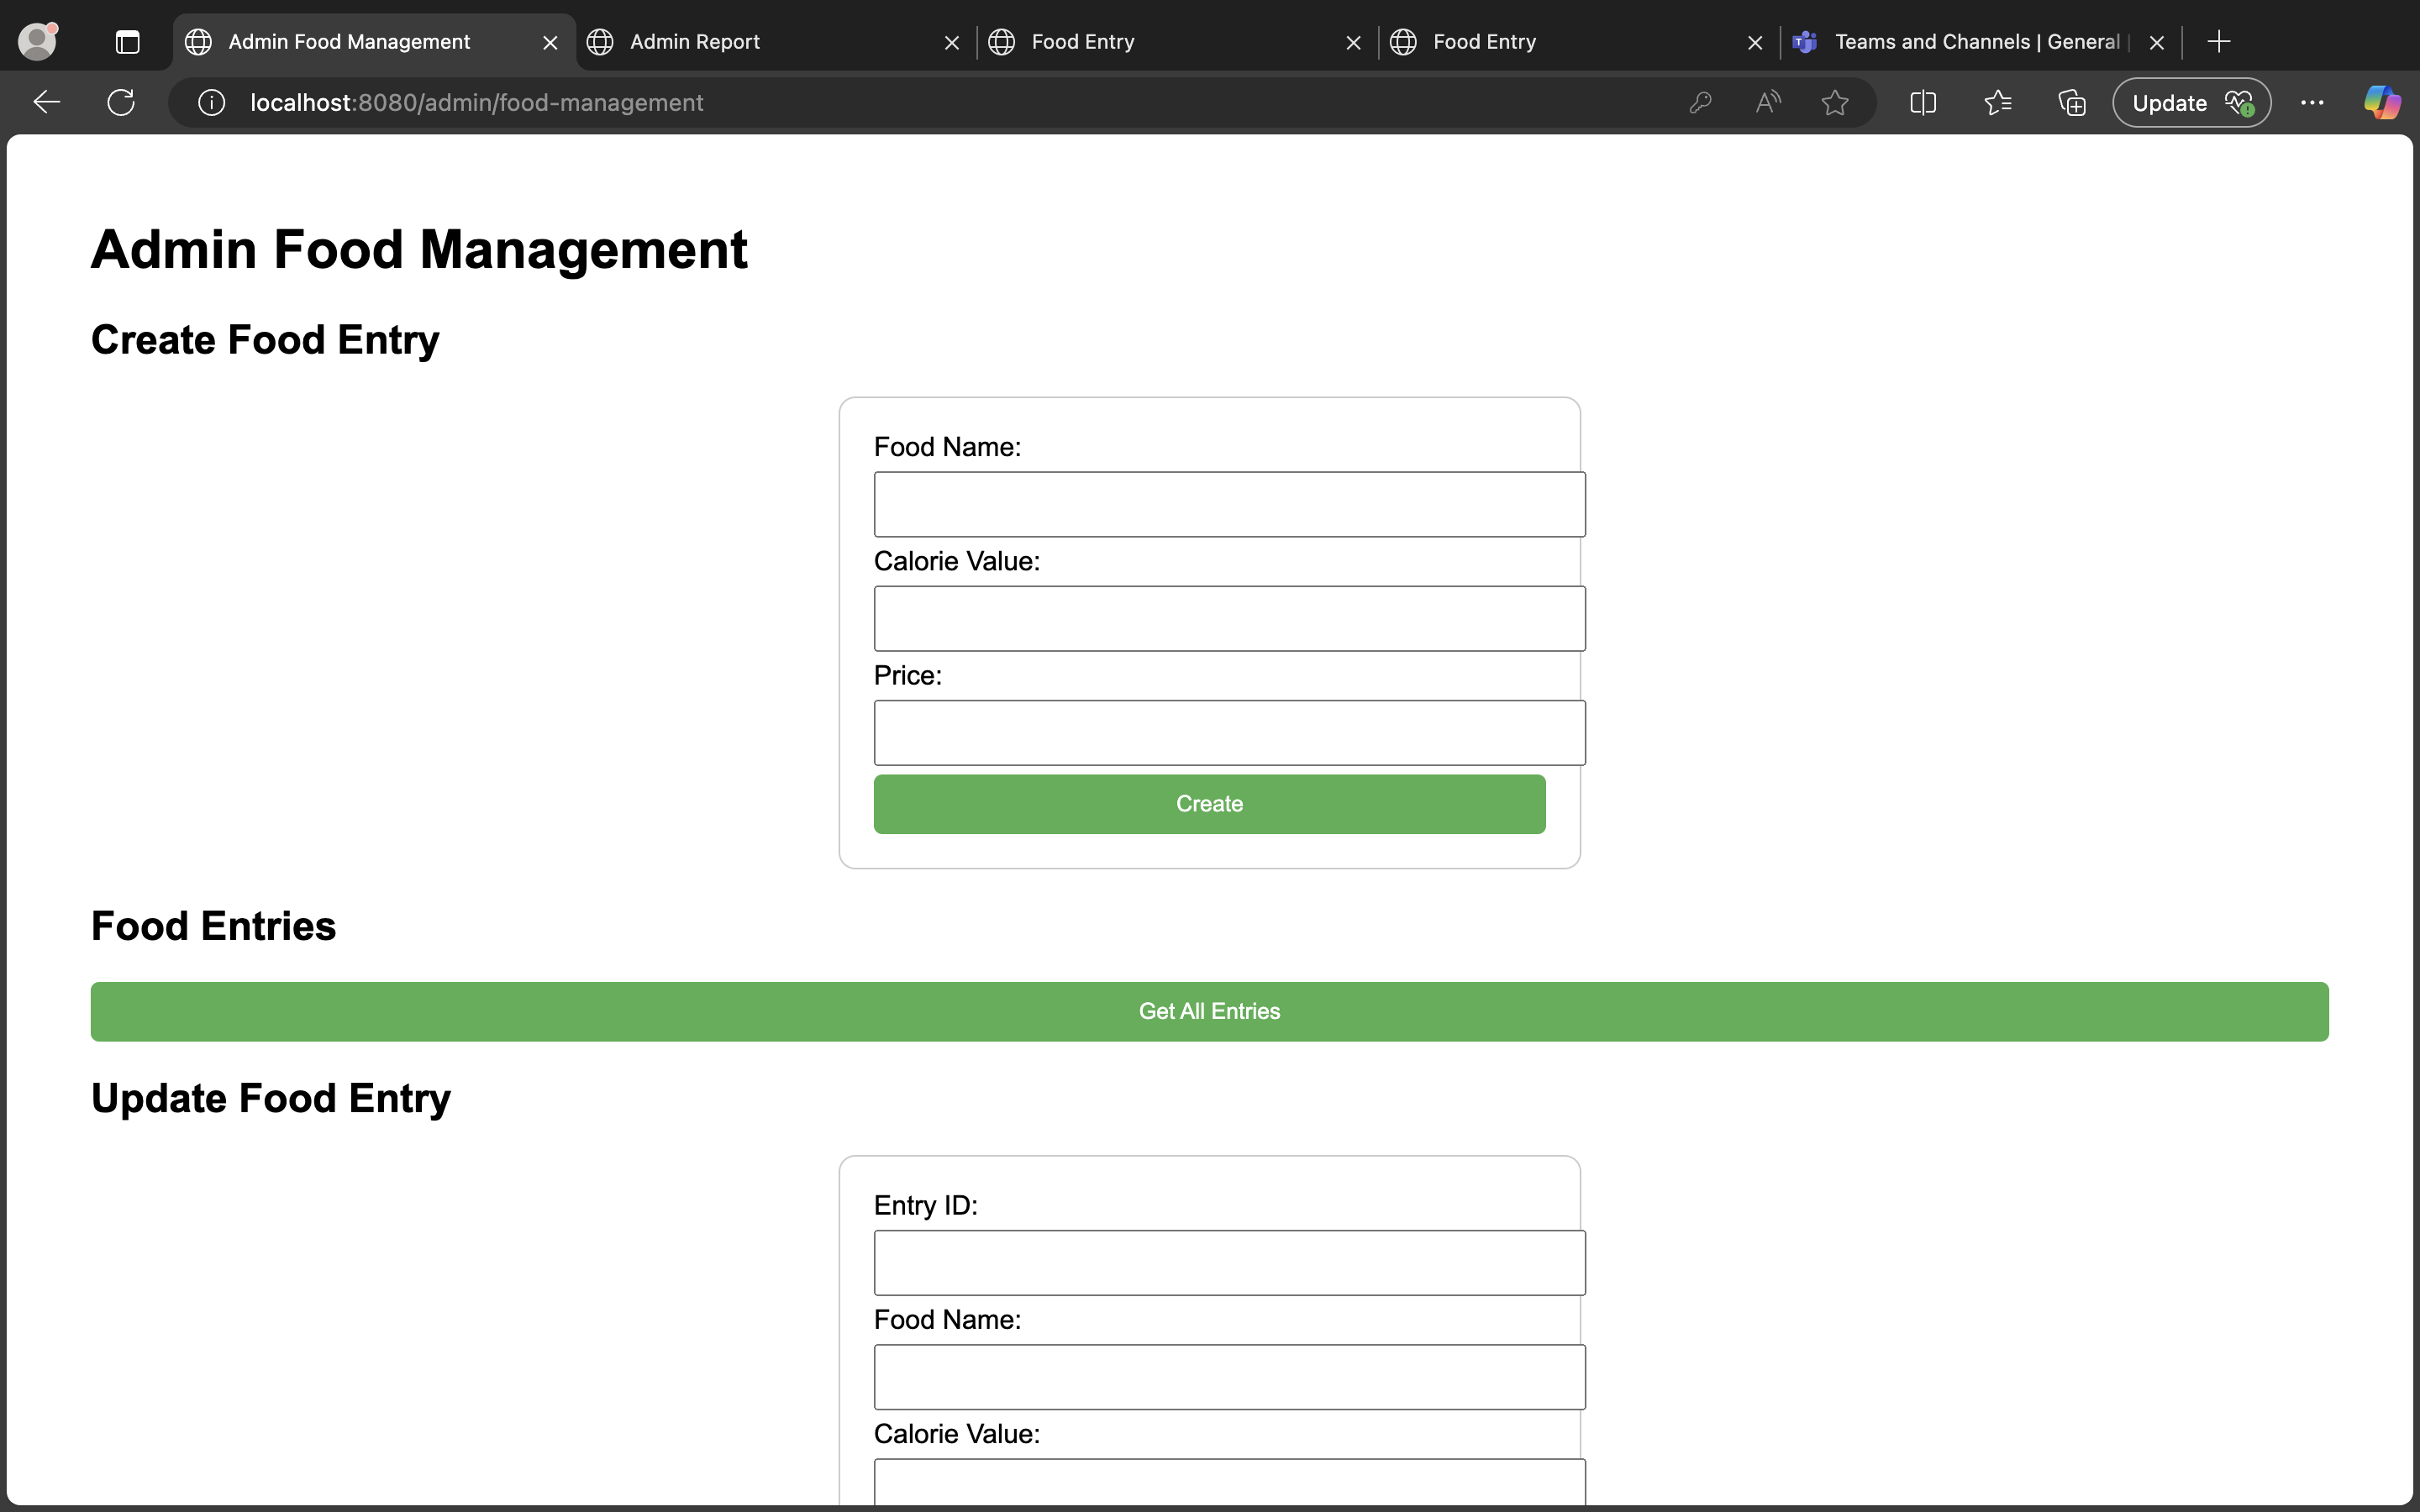 Admin Food Management
Admin Report
Food Entry
Food Entry
Teams and Channels | General |
localhost:8080/admin/food-management
Update
Admin Food Management
Create Food Entry
Food Name:
Calorie Value:
Price:
Create
Food Entries
Get All Entries
Update Food Entry
Entry ID:
Food Name:
Calorie Value: